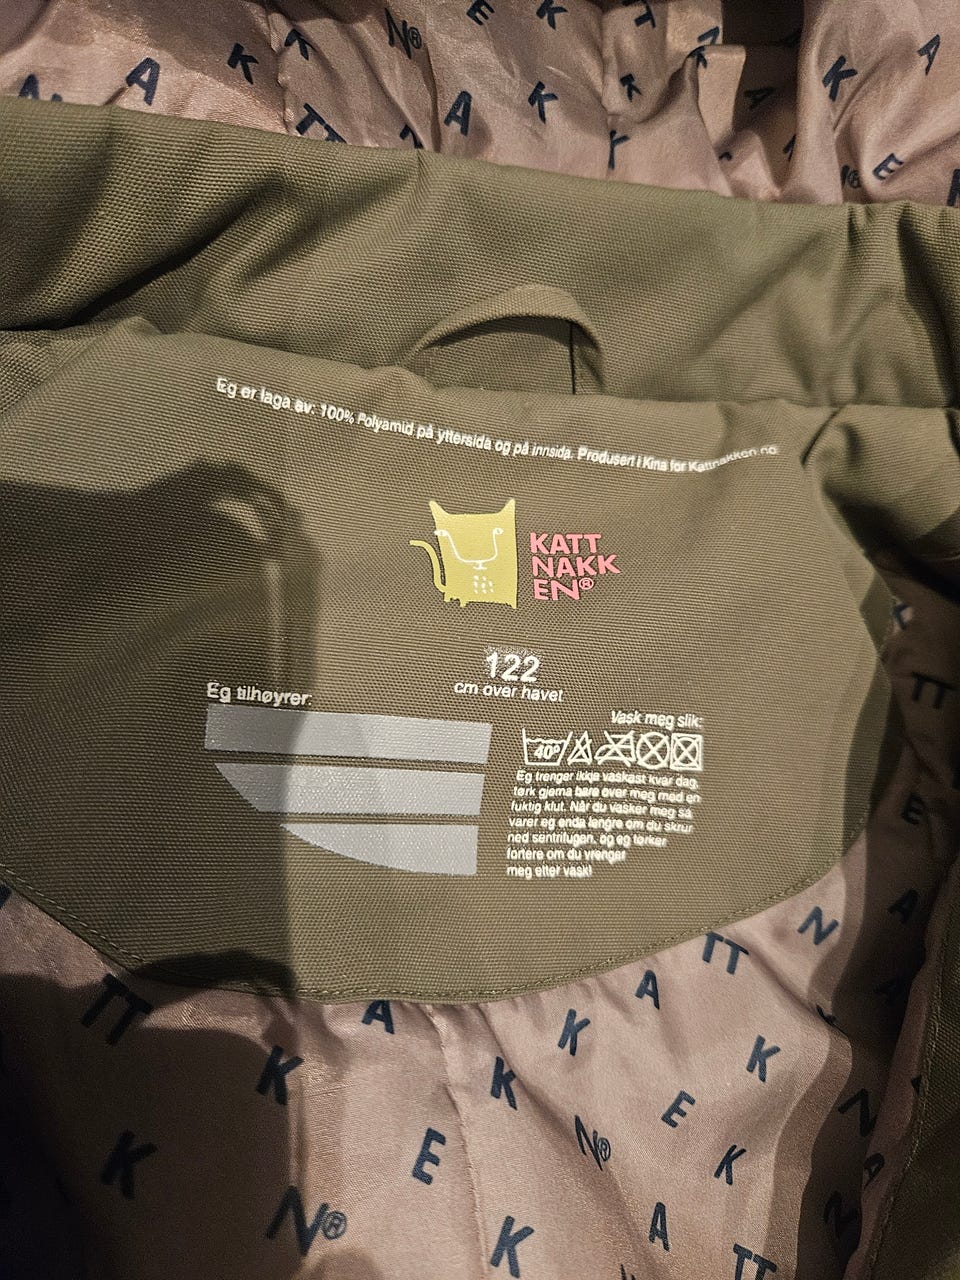 Eg er laga av: 100% Polyamid på yttersida og på innsida. Produsert i Kina for Kattnakken.no
KATT
NAKK
EN®
122
cm over havet
Eg tilhøyrer:
Vask meg slik:
40°
Eg trenger ikkje vaskast kvar dag,
tørk gjerna bare over meg med en
fuktig klut. Når du vasker meg så
varer eg enda lengre om du skrur
ned sentrifugen, og eg tørker
fortere om du vrenger
meg etter vask!